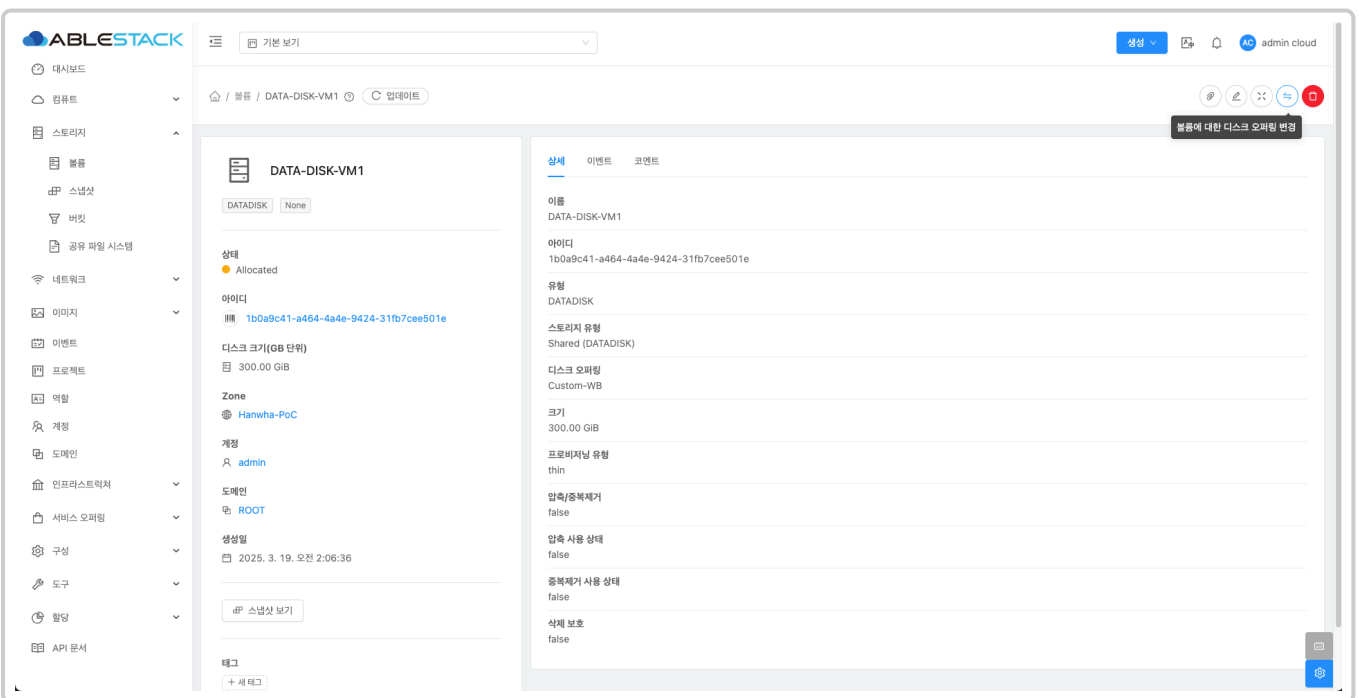 ABLESTACK
기본 보기
생성
AC
admin cloud
대시보드
컴퓨트
스토리지
볼륨
스냅샷
버킷
공유 파일 시스템
네트워크
이미지
이벤트
프로젝트
역할
계정
도메인
인프라스트럭쳐
서비스 오퍼링
구성
도구
할당
API 문서
/ 볼륨 / DATA-DISK-VM1
업데이트
볼륨에 대한 디스크 오퍼링 변경
DATA-DISK-VM1
DATADISK
None
상태
Allocated
아이디
1b0a9c41-a464-4a4e-9424-31fb7cee501e
디스크 크기(GB 단위)
300.00 GiB
Zone
Hanwha-PoC
계정
admin
도메인
ROOT
생성일
2025. 3. 19. 오전 2:06:36
스냅샷 보기
태그
+ 새 태그
상세
이벤트
코멘트
이름
DATA-DISK-VM1
아이디
1b0a9c41-a464-4a4e-9424-31fb7cee501e
유형
DATADISK
스토리지 유형
Shared (DATADISK)
디스크 오퍼링
Custom-WB
크기
300.00 GiB
프로비저닝 유형
thin
압축/중복제거
false
압축 사용 상태
false
중복제거 사용 상태
false
삭제 보호
false